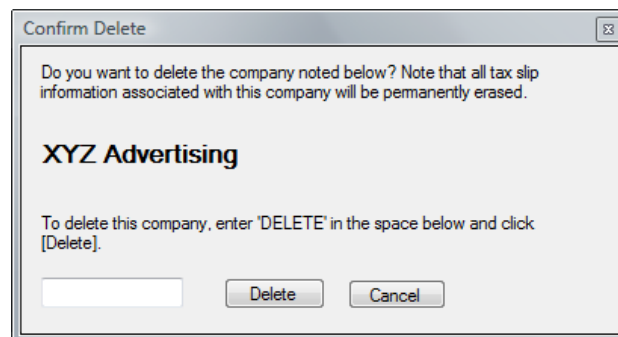 Confirm Delete
Do you want to delete the company noted below? Note that all tax slip
information associated with this company will be permanently erased.
XYZ Advertising
To delete this company, enter 'DELETE' in the space below and click
[Delete].
Delete Cancel